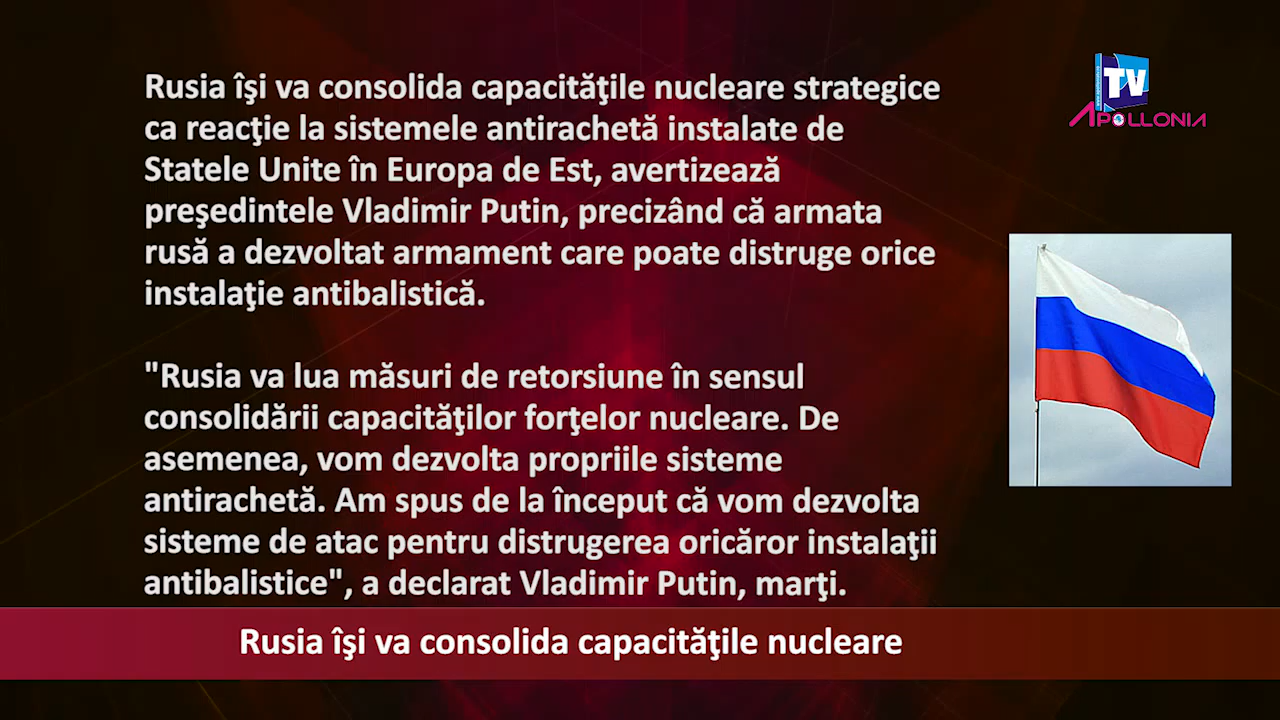 Rusia îşi va consolida capacităţile nucleare strategice
ca reacţie la sistemele antirachetă instalate de
Statele Unite în Europa de Est, avertizează
preşedintele Vladimir Putin, precizând că armata
rusă a dezvoltat armament care poate distruge orice
instalaţie antibalistică.
"Rusia va lua măsuri de retorsiune în sensul
consolidării capacităţilor forţelor nucleare. De
asemenea, vom dezvolta propriile sisteme
antirachetă. Am spus de la început că vom dezvolta
sisteme de atac pentru distrugerea oricăror instalaţii
antibalistice", a declarat Vladimir Putin, marţi.
TV
APOLLONIA
Rusia îşi va consolida capacităţile nucleare